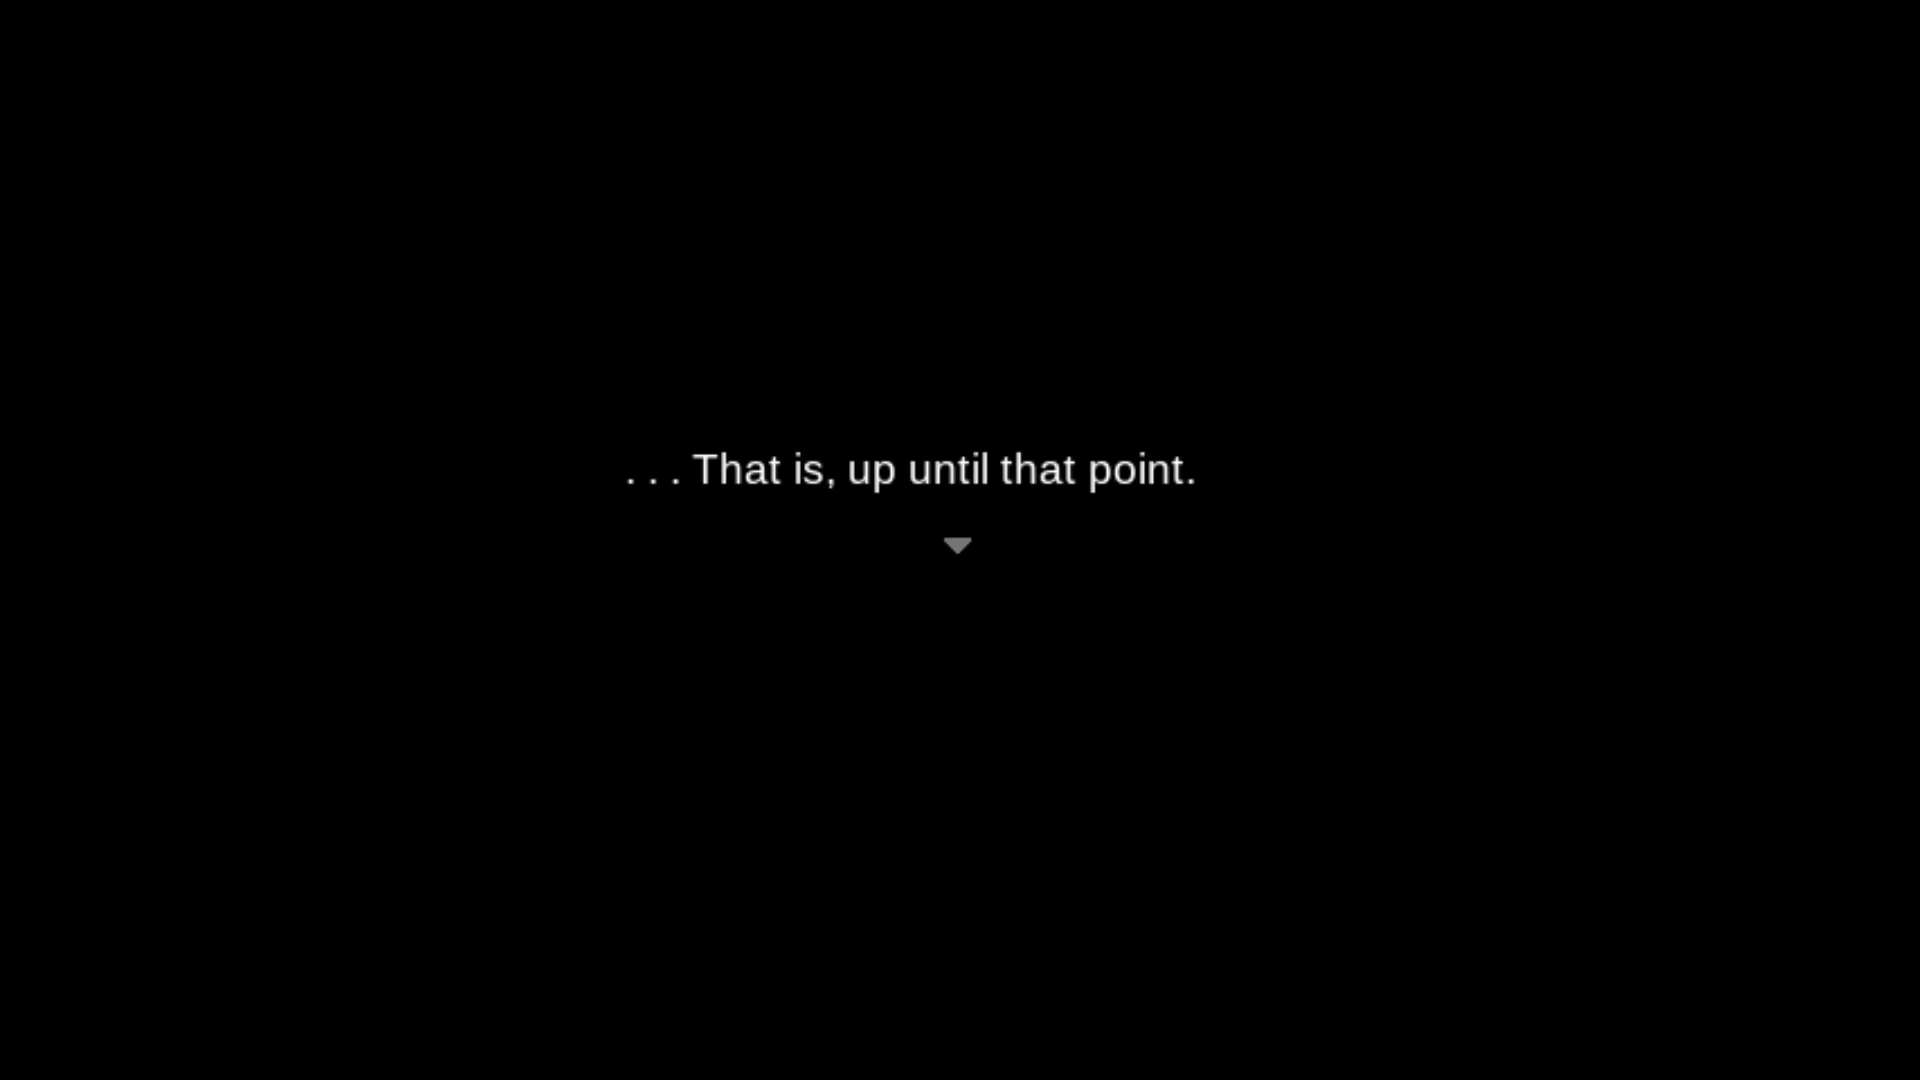 . . . That is, up until that point.